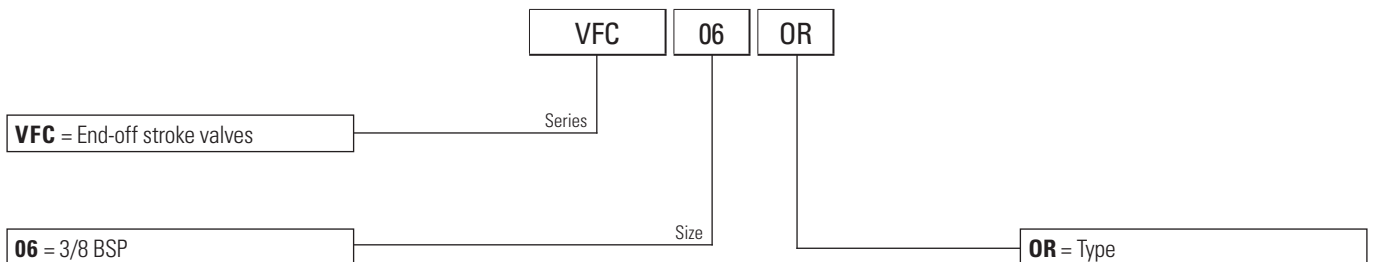 VFC 06 OR
Series
VFC = End-off stroke valves
Size
06 = 3/8 BSP
OR = Type